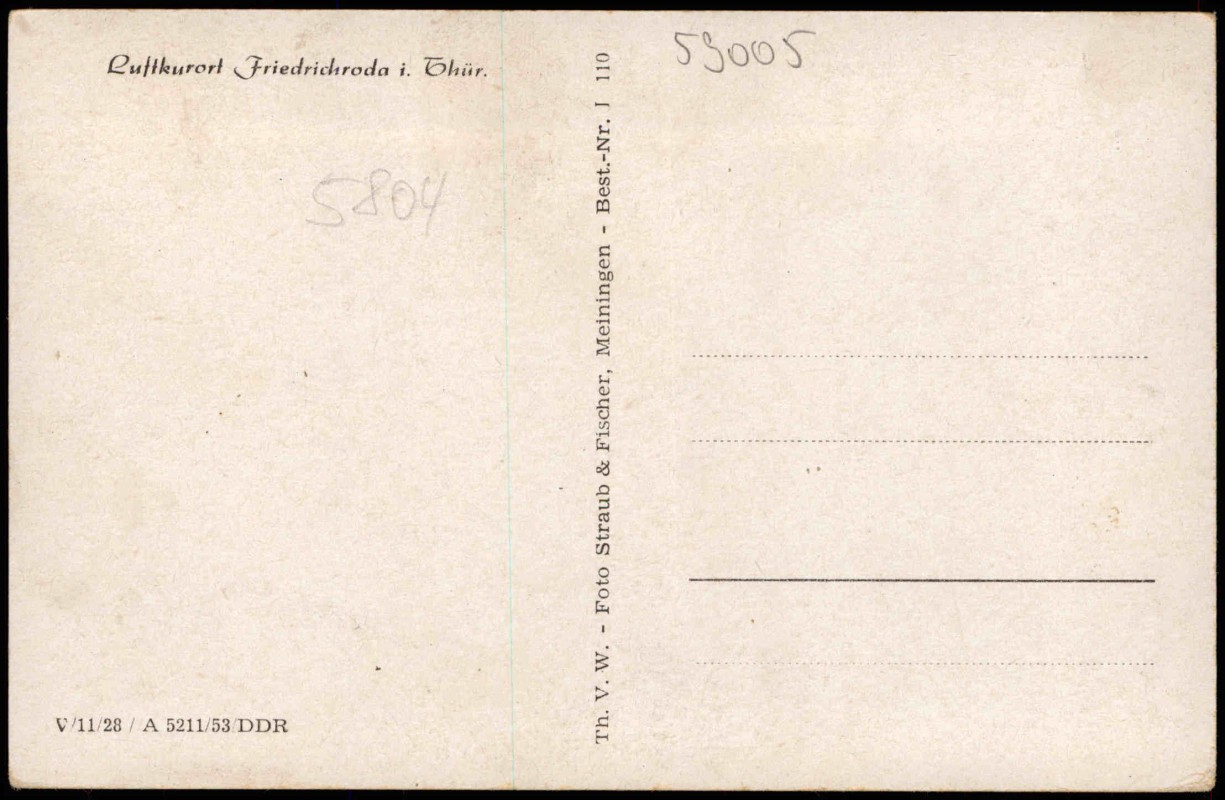 Luftkurort Friedrichroda i. Thür.
5804
V/11/28 / A 5211/53/DDR
Th. V. W. - Foto Straub & Fischer, Meiningen - Best.-Nr. J 110
59005